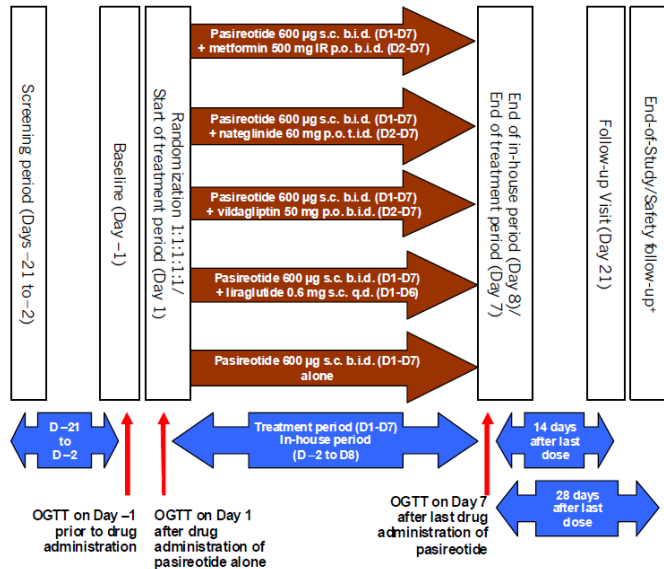 Screening period (Days –21 to –2)
Baseline (Day –1)
Randomization 1:1:1:1:1/
Start of treatment period (Day 1)
Pasireotide 600 µg s.c. b.i.d. (D1-D7)
+ metformin 500 mg IR p.o. b.i.d. (D2-D7)
Pasireotide 600 µg s.c. b.i.d. (D1-D7)
+ nateglinide 60 mg p.o. t.i.d. (D2-D7)
Pasireotide 600 µg s.c. b.i.d. (D1-D7)
+ vildagliptin 50 mg p.o. b.i.d. (D2-D7)
Pasireotide 600 µg s.c. b.i.d. (D1-D7)
+ liraglutide 0.6 mg s.c. q.d. (D1-D6)
Pasireotide 600 µg s.c. b.i.d. (D1-D7)
alone
End of in-house period (Day 8)/
End of treatment period (Day 7)
Follow-up Visit (Day 21)
End-of-Study/Safety follow-up+
D –21
to
D –2
Treatment period (D1-D7)
In-house period
(D –2 to D8)
14 days
after last
dose
28 days
after last
dose
OGTT on Day –1
prior to drug
administration
OGTT on Day 1
after drug
administration of
pasireotide alone
OGTT on Day 7
after last drug
administration of
pasireotide